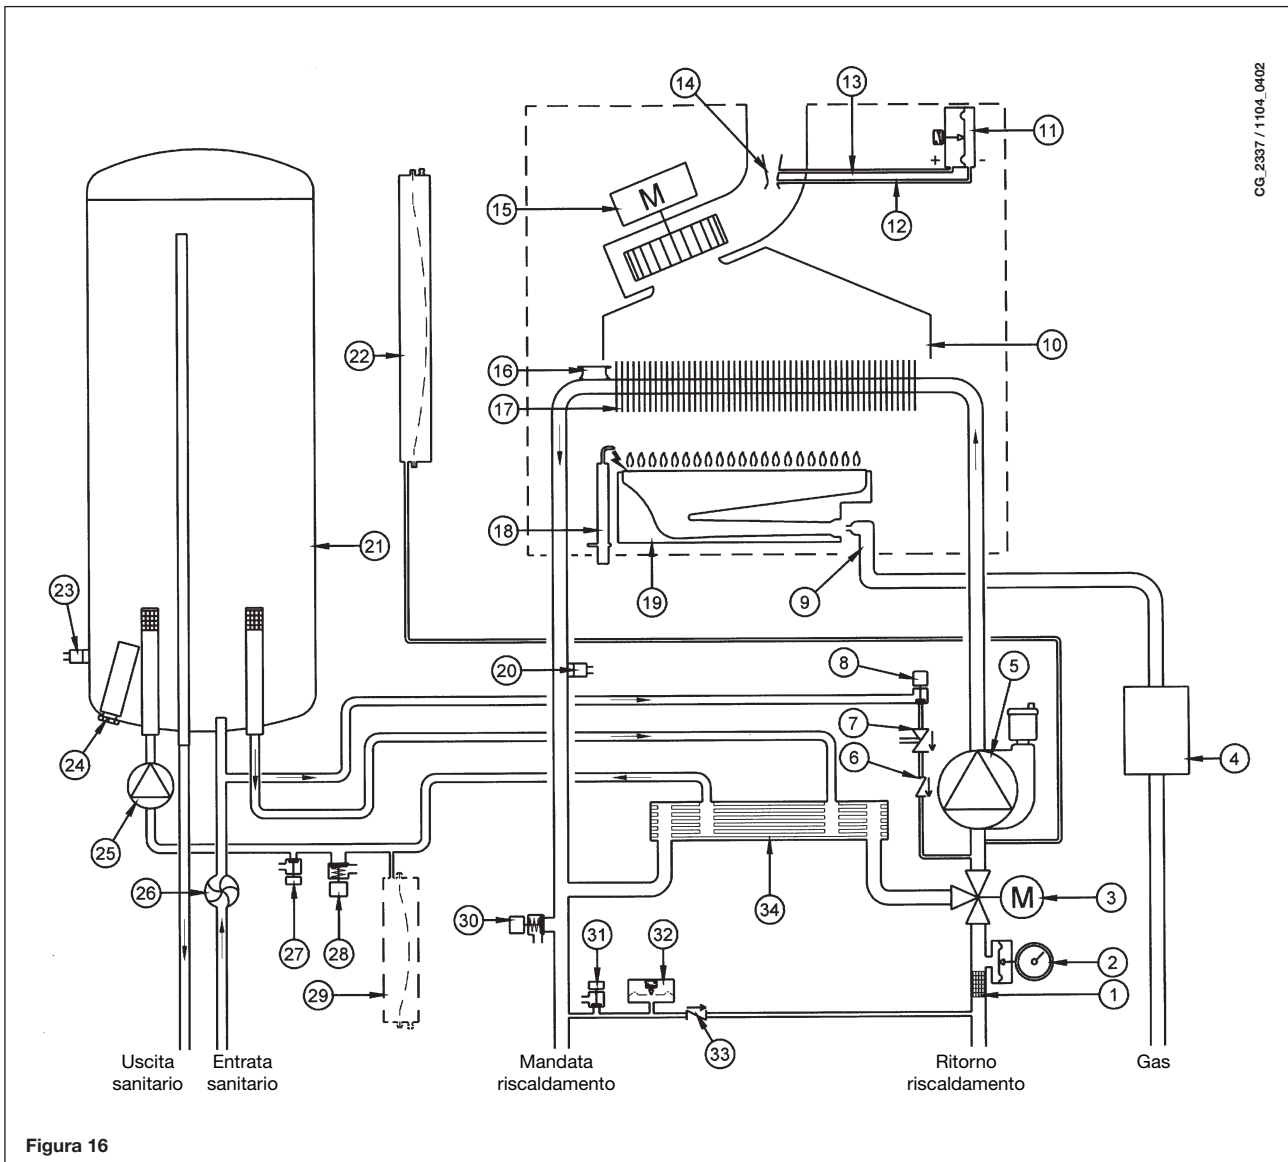 CG_2337 / 1104_0402
14
13
11
+
-
M
15
12
22
16
10
17
18
21
19
9
23
20
8
5
7
24
6
4
25
26
34
M
3
30
31
32
27
28
2
29
1
33
Uscita
sanitario
Entrata
sanitario
Mandata
riscaldamento
Ritorno
riscaldamento
Gas
Figura 16